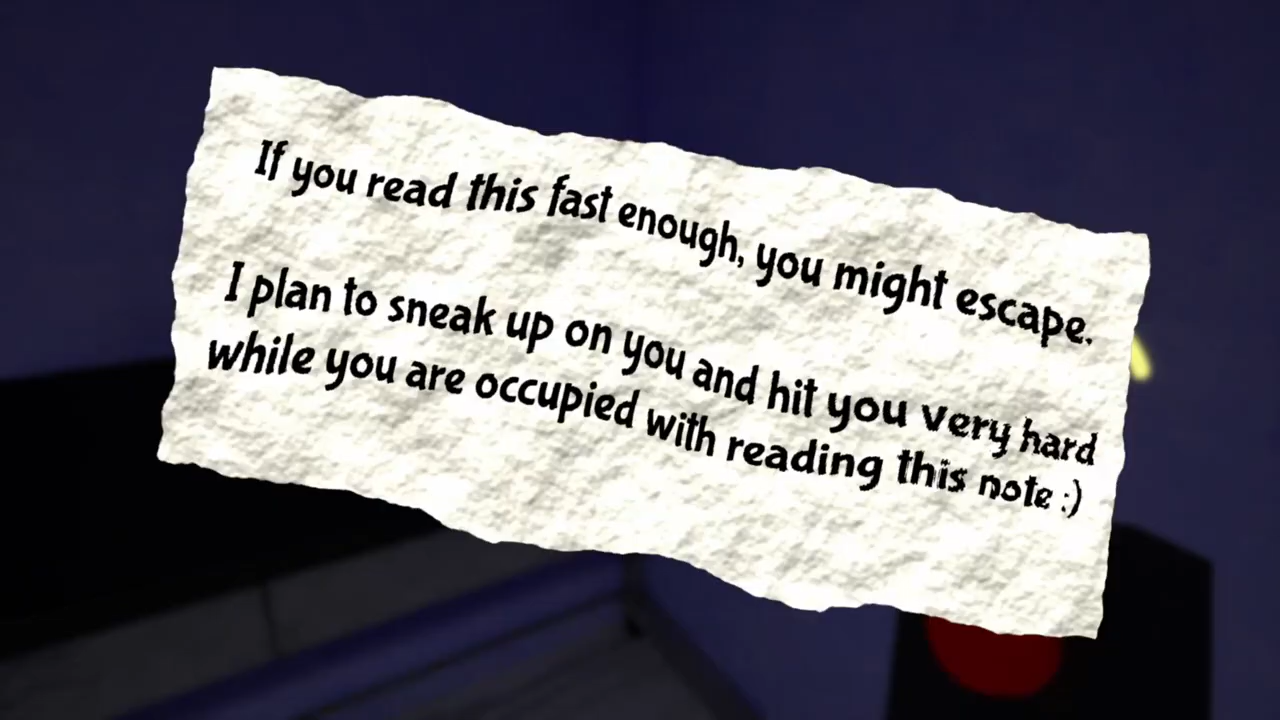 If you read this fast enough, you might escape.
I plan to sneak up on you and hit you very hard
while you are occupied with reading this note :)